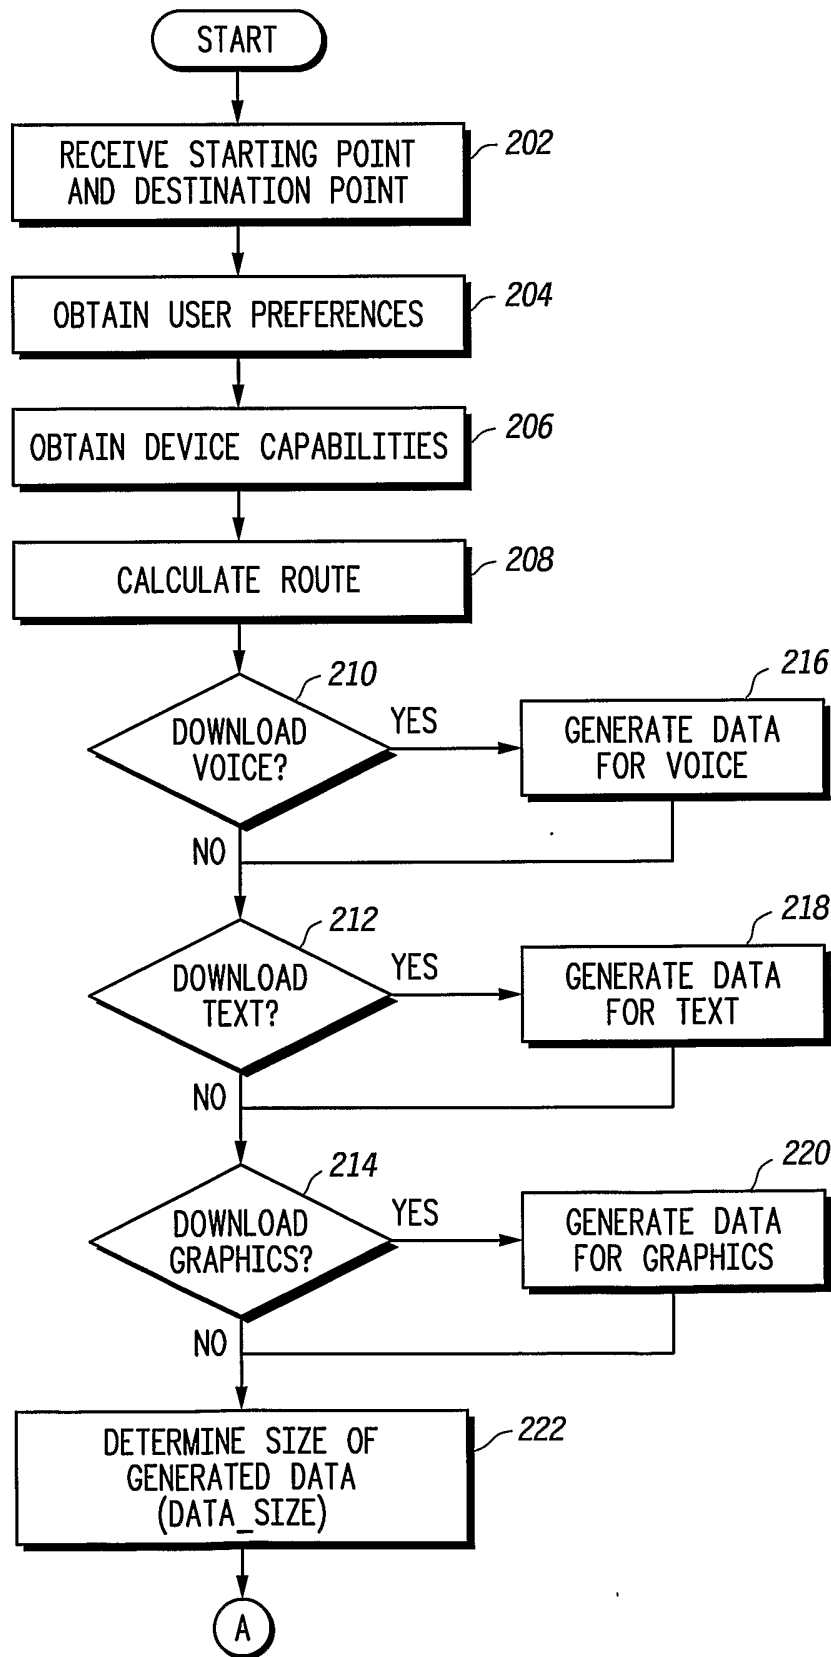 START
RECEIVE STARTING POINT
AND DESTINATION POINT
202
OBTAIN USER PREFERENCES
204
OBTAIN DEVICE CAPABILITIES
206
CALCULATE ROUTE
208
210
DOWNLOAD
VOICE?
YES
216
GENERATE DATA
FOR VOICE
NO
212
DOWNLOAD
TEXT?
YES
218
GENERATE DATA
FOR TEXT
NO
214
DOWNLOAD
GRAPHICS?
YES
220
GENERATE DATA
FOR GRAPHICS
NO
DETERMINE SIZE OF
GENERATED DATA
(DATA_SIZE)
222
A